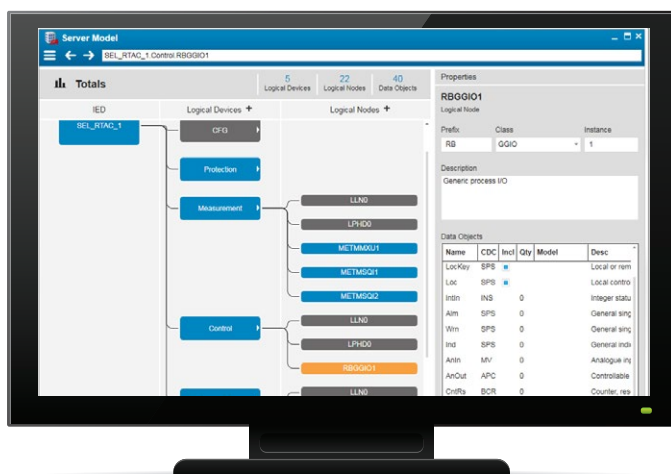 Server Model
SEL_RTAC_1.Control.RBGGIO1
Totals
5
Logical Devices
22
Logical Nodes
40
Data Objects
IED
Logical Devices +
Logical Nodes +
SEL_RTAC_1
CFG
Protection
Measurement
LLN0
LPHD0
METMMXU1
METMSQI1
METMSQI2
Control
LLN0
LPHD0
RBGGIO1
LLN0
Properties
RBGGIO1
Logical Node
Prefix Class Instance
RB GGIO 1
Description
Generic process I/O
Data Objects
Name CDC Incl Qty Model Desc
LocKey SPS Local or rem
Loc SPS Local contro
IntIn INS 0 Integer statu
Alm SPS 0 General sing
Wrn SPS 0 General sing
Ind SPS 0 General indi
AnIn MV 0 Analogue inp
AnOut APC 0 Controllable
CntRs BCR 0 Counter, res